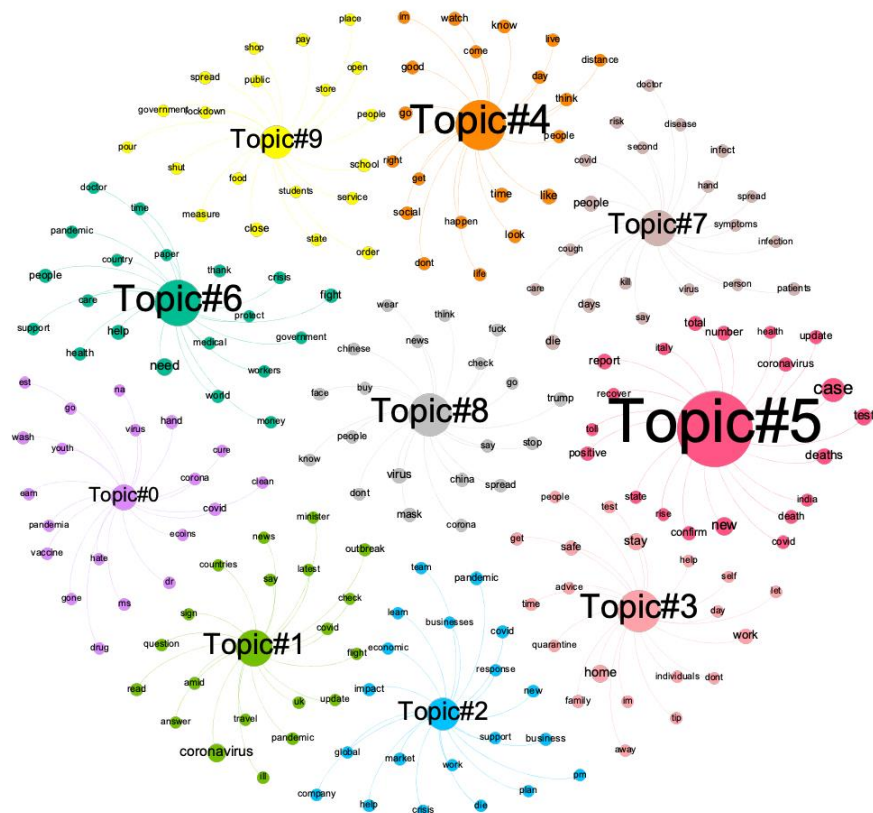 place
im
watch
know
shop
pay
come
live
spread
public
open
good
day
distance
doctor
store
government
lockdown
people
go
Topic#4
think
risk
disease
pour
Topic#9
people
covid
second
infect
shut
school
right
food
get
hand
students
service
time
like
people
spread
doctor
time
measure
close
social
happen
look
Topic#7
symptoms
pandemic
state
order
cough
infection
country
paper
thank
crisis
dont
life
care
days
kill
virus
person
patients
people
Topic#6
fight
wear
think
say
care
protect
die
total
number
health
update
support
help
medical
government
chinese
news
fuck
check
report
italy
coronavirus
health
need
workers
face
buy
go
recover
case
est
na
world
money
Topic#8
trump
Topic#5
test
go
virus
hand
people
say
stop
toll
wash
youth
cure
know
positive
deaths
corona
clean
virus
china
spread
Topic#0
dont
people
test
state
india
eam
covid
minister
mask
corona
rise
death
pandemia
ecoins
news
outbreak
get
safe
stay
confirm
new
covid
vaccine
hate
countries
say
latest
team
pandemic
help
gone
ms
dr
check
advice
self
let
sign
learn
businesses
time
Topic#3
day
drug
question
Topic#1
covid
fight
economic
covid
quarantine
work
amid
response
home
individuals
dont
read
uk
update
impact
new
family
im
answer
travel
Topic#2
tip
coronavirus
pandemic
global
market
support
business
away
work
ill
company
plan
pm
help
crisis
die